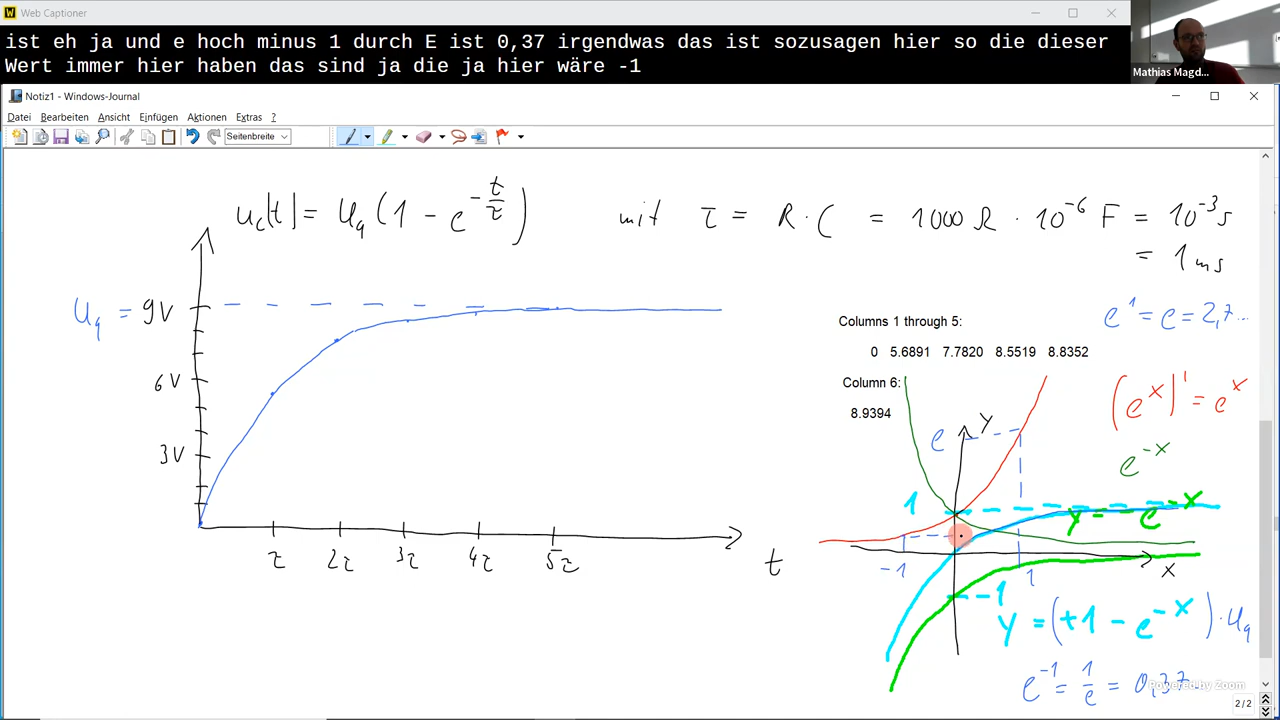 Web Captioner
ist eh ja und e hoch minus 1 durch E ist 0,37 irgendwas das ist sozusagen hier so die dieser
Wert immer hier haben das sind ja die ja hier wäre -1
Mathias Magd...
Notiz1 - Windows-Journal
Datei Bearbeiten Ansicht Einfügen Aktionen Extras ?
Seitenbreite
u_c(t) = U_q (1 - e^{-t/τ}) mit τ = R · C = 1000 Ω · 10^{-6} F = 10^{-3} s
= 1 ms
U_q = 9V
6V
3V
τ 2τ 3τ 4τ 5τ t
e^1 = e = 2,7...
Columns 1 through 5:
0 5.6891 7.7820 8.5519 8.8352
Column 6:
8.9394
(e^x)' = e^x
e^{-x}
y
e
1
y = - e^{-x}
-1 1 x
-1
y = (+1 - e^{-x}) · U_q
e^{-1} = 1/e = 0,37
Powered by Zoom
2/2